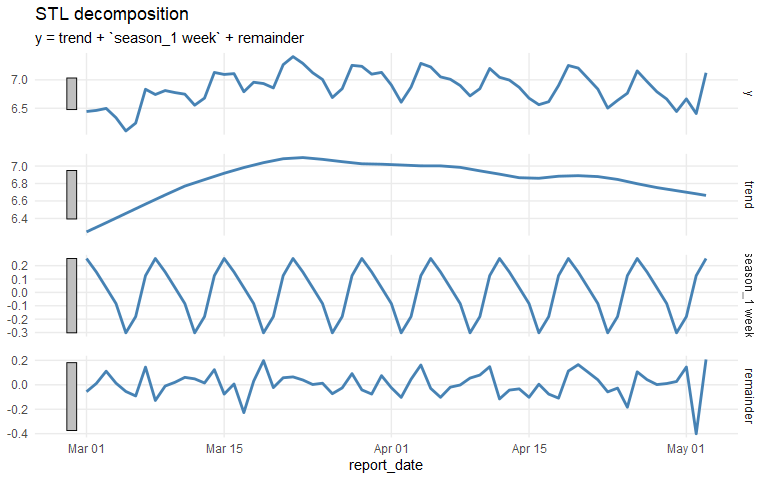 STL decomposition
y = trend + `season_1 week` + remainder
7.0
6.5
y
7.0
6.8
6.6
6.4
trend
0.2
0.1
0.0
-0.1
-0.2
-0.3
season_1 week
0.2
0.0
-0.2
-0.4
remainder
Mar 01
Mar 15
Apr 01
Apr 15
May 01
report_date